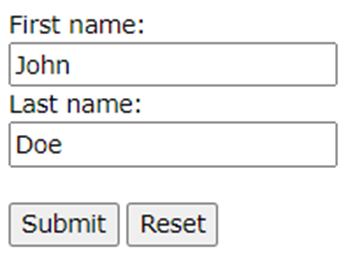 First name:
John
Last name:
Doe
Submit Reset